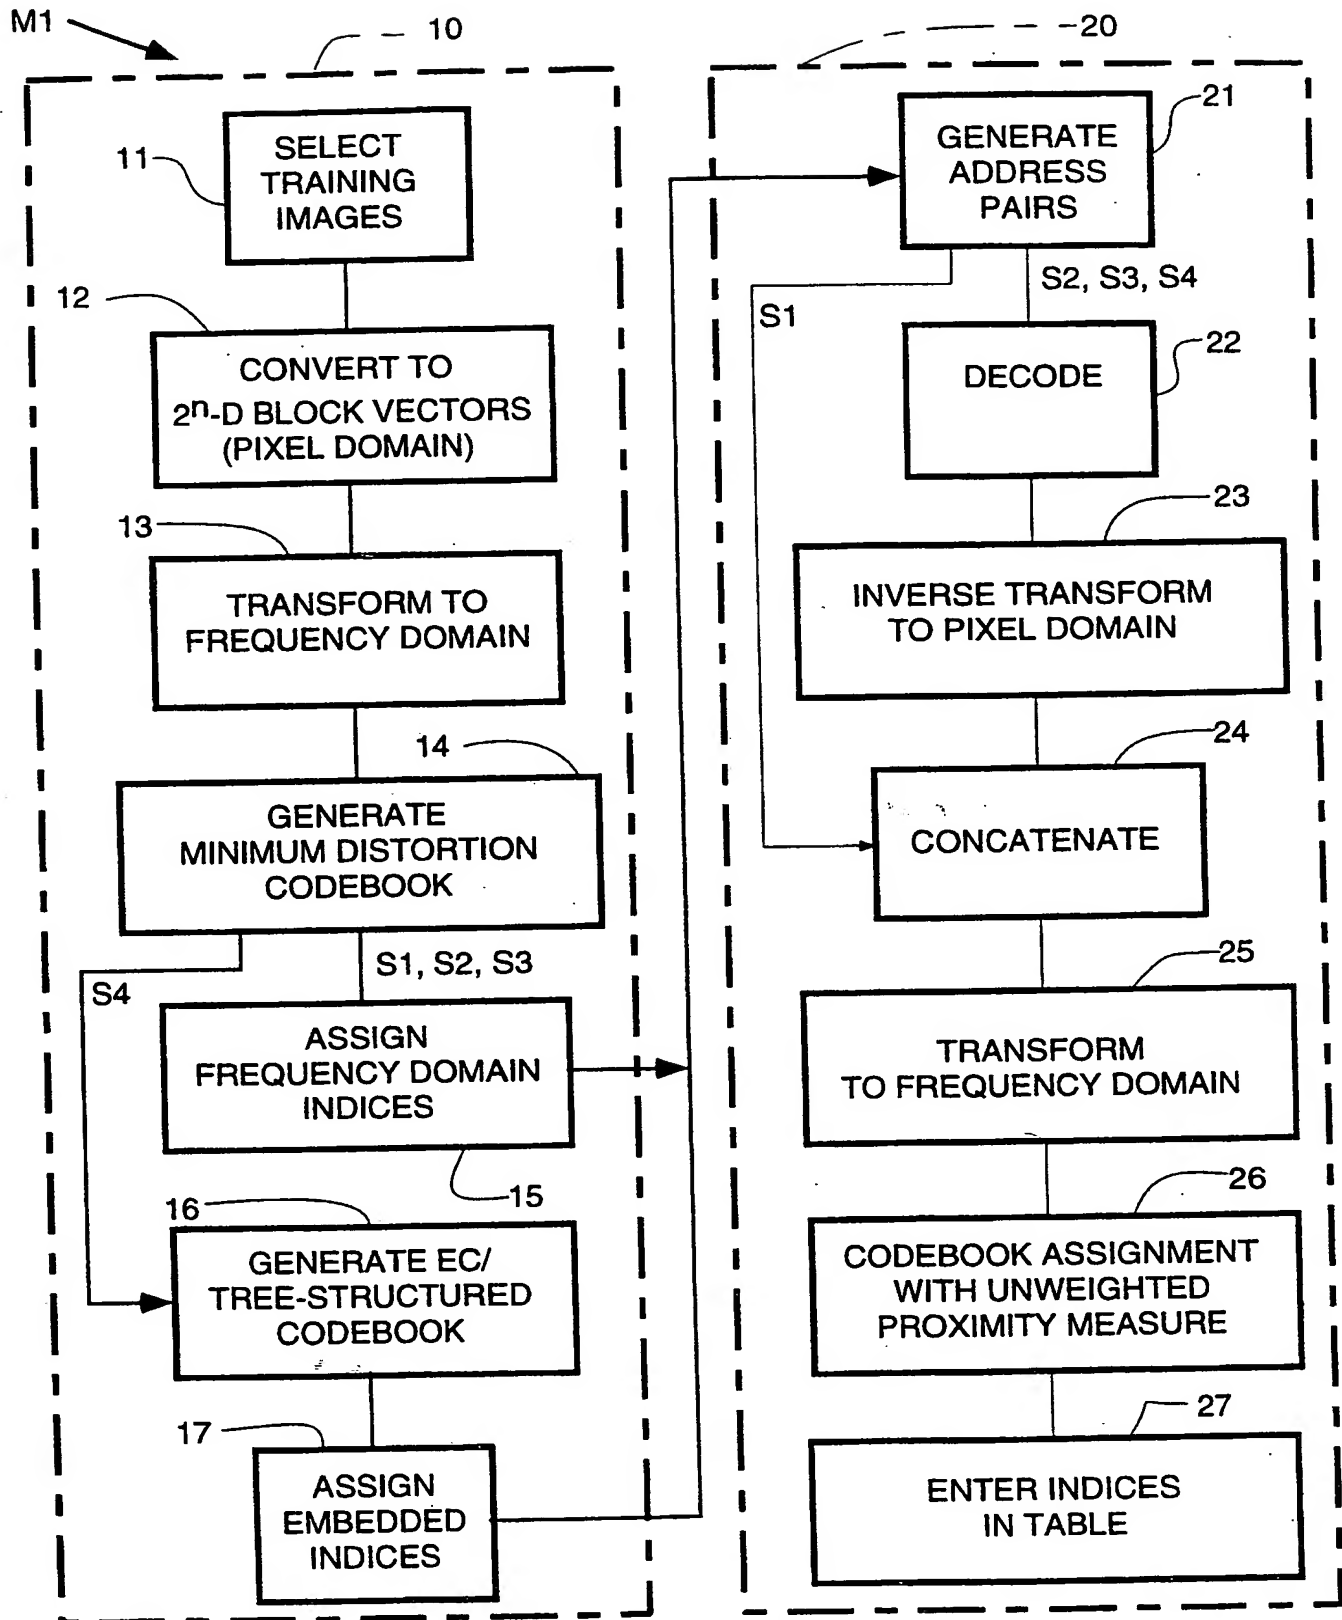 M1
10
11
SELECT
TRAINING
IMAGES
12
CONVERT TO
2ⁿ-D BLOCK VECTORS
(PIXEL DOMAIN)
13
TRANSFORM TO
FREQUENCY DOMAIN
14
GENERATE
MINIMUM DISTORTION
CODEBOOK
S4
S1, S2, S3
ASSIGN
FREQUENCY DOMAIN
INDICES
15
16
GENERATE EC/
TREE-STRUCTURED
CODEBOOK
17
ASSIGN
EMBEDDED
INDICES
20
21
GENERATE
ADDRESS
PAIRS
S1
S2, S3, S4
22
DECODE
23
INVERSE TRANSFORM
TO PIXEL DOMAIN
24
CONCATENATE
25
TRANSFORM
TO FREQUENCY DOMAIN
26
CODEBOOK ASSIGNMENT
WITH UNWEIGHTED
PROXIMITY MEASURE
27
ENTER INDICES
IN TABLE